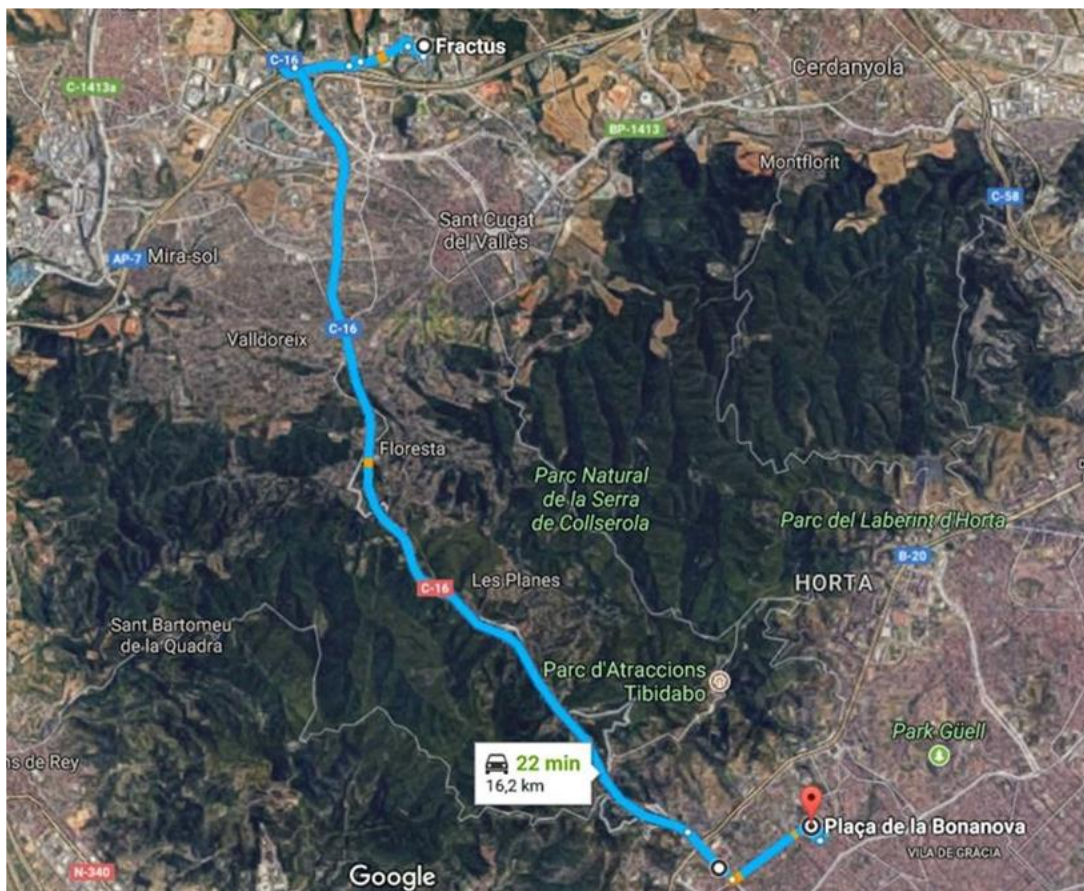 Fractus
C-16
Cerdanyola
C-1413a
BP-1413
Montflorit
C-58
Sant Cugat
del Vallès
Mira-sol
AP-7
C-16
Valldoreix
Floresta
Parc Natural
de la Serra
de Collserola
Parc del Laberint d'Horta
B-20
Les Planes
HORTA
C-16
Sant Bartomeu
de la Quadra
Parc d'Atraccions
Tibidabo
Park Güell
ns de Rey
22 min
16,2 km
Plaça de la Bonanova
VILA DE GRÀCIA
N-340
Google